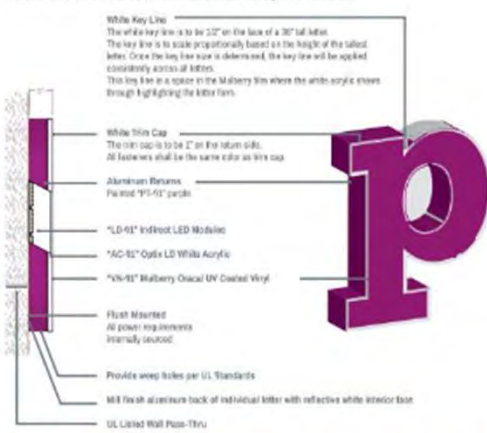 White Key Line
The white key line is to be 1/2" on the face of a 36" tall letter.
The key line is to scale proportionally based on the height of the tallest
letter. Once the key line size is determined, the key line will be applied
consistently across all letters.
This key line is a space in the Mulberry film where the white acrylic shows
through highlighting the letter form.
White Trim Cap
The trim cap is to be 1" on the return side.
All fasteners shall be the same color as trim cap.
Aluminum Returns
Painted "PT-91" purple
"LD-91" Indirect LED Modules
"AC-91" Optix LD White Acrylic
"VN-91" Mulberry Oracal UV Coated Vinyl
Flush Mounted
All power requirements
internally sourced
Provide weep holes per UL Standards
Mill finish aluminum back of individual letter with reflective white interior face
UL Listed Wall Pass-Thru
p